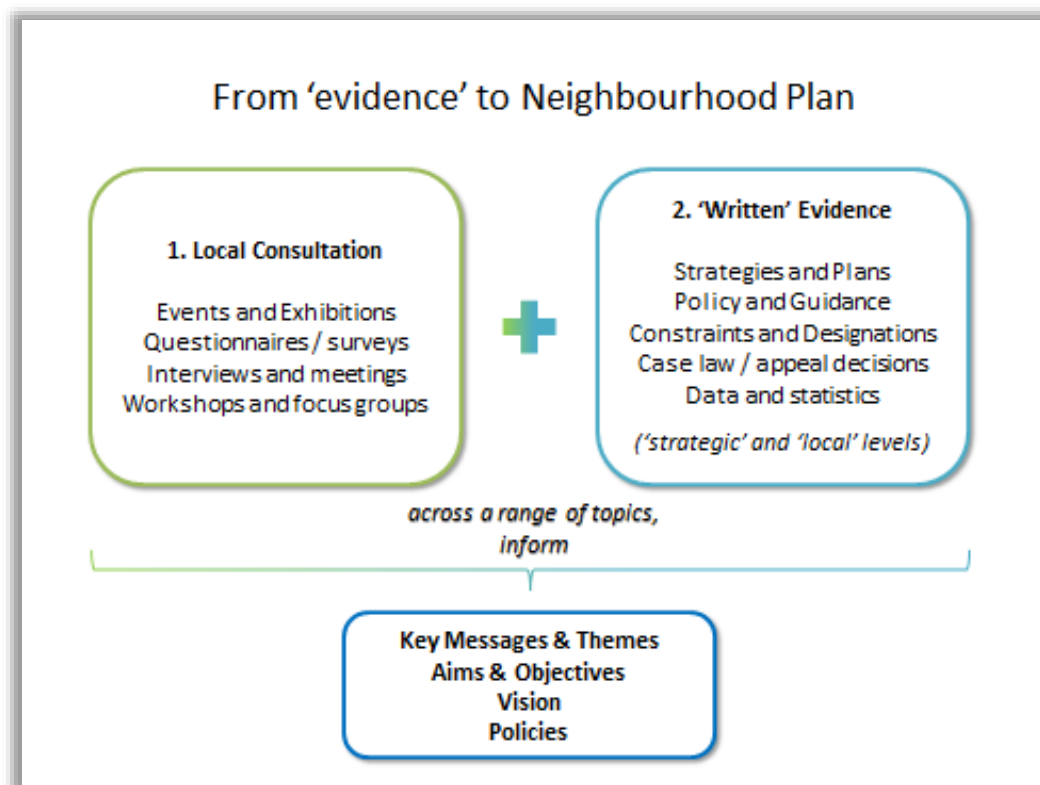 From ‘evidence’ to Neighbourhood Plan
1. Local Consultation
Events and Exhibitions
Questionnaires / surveys
Interviews and meetings
Workshops and focus groups
2. ‘Written’ Evidence
Strategies and Plans
Policy and Guidance
Constraints and Designations
Case law / appeal decisions
Data and statistics
(‘strategic’ and ‘local’ levels)
across a range of topics,
inform
Key Messages & Themes
Aims & Objectives
Vision
Policies